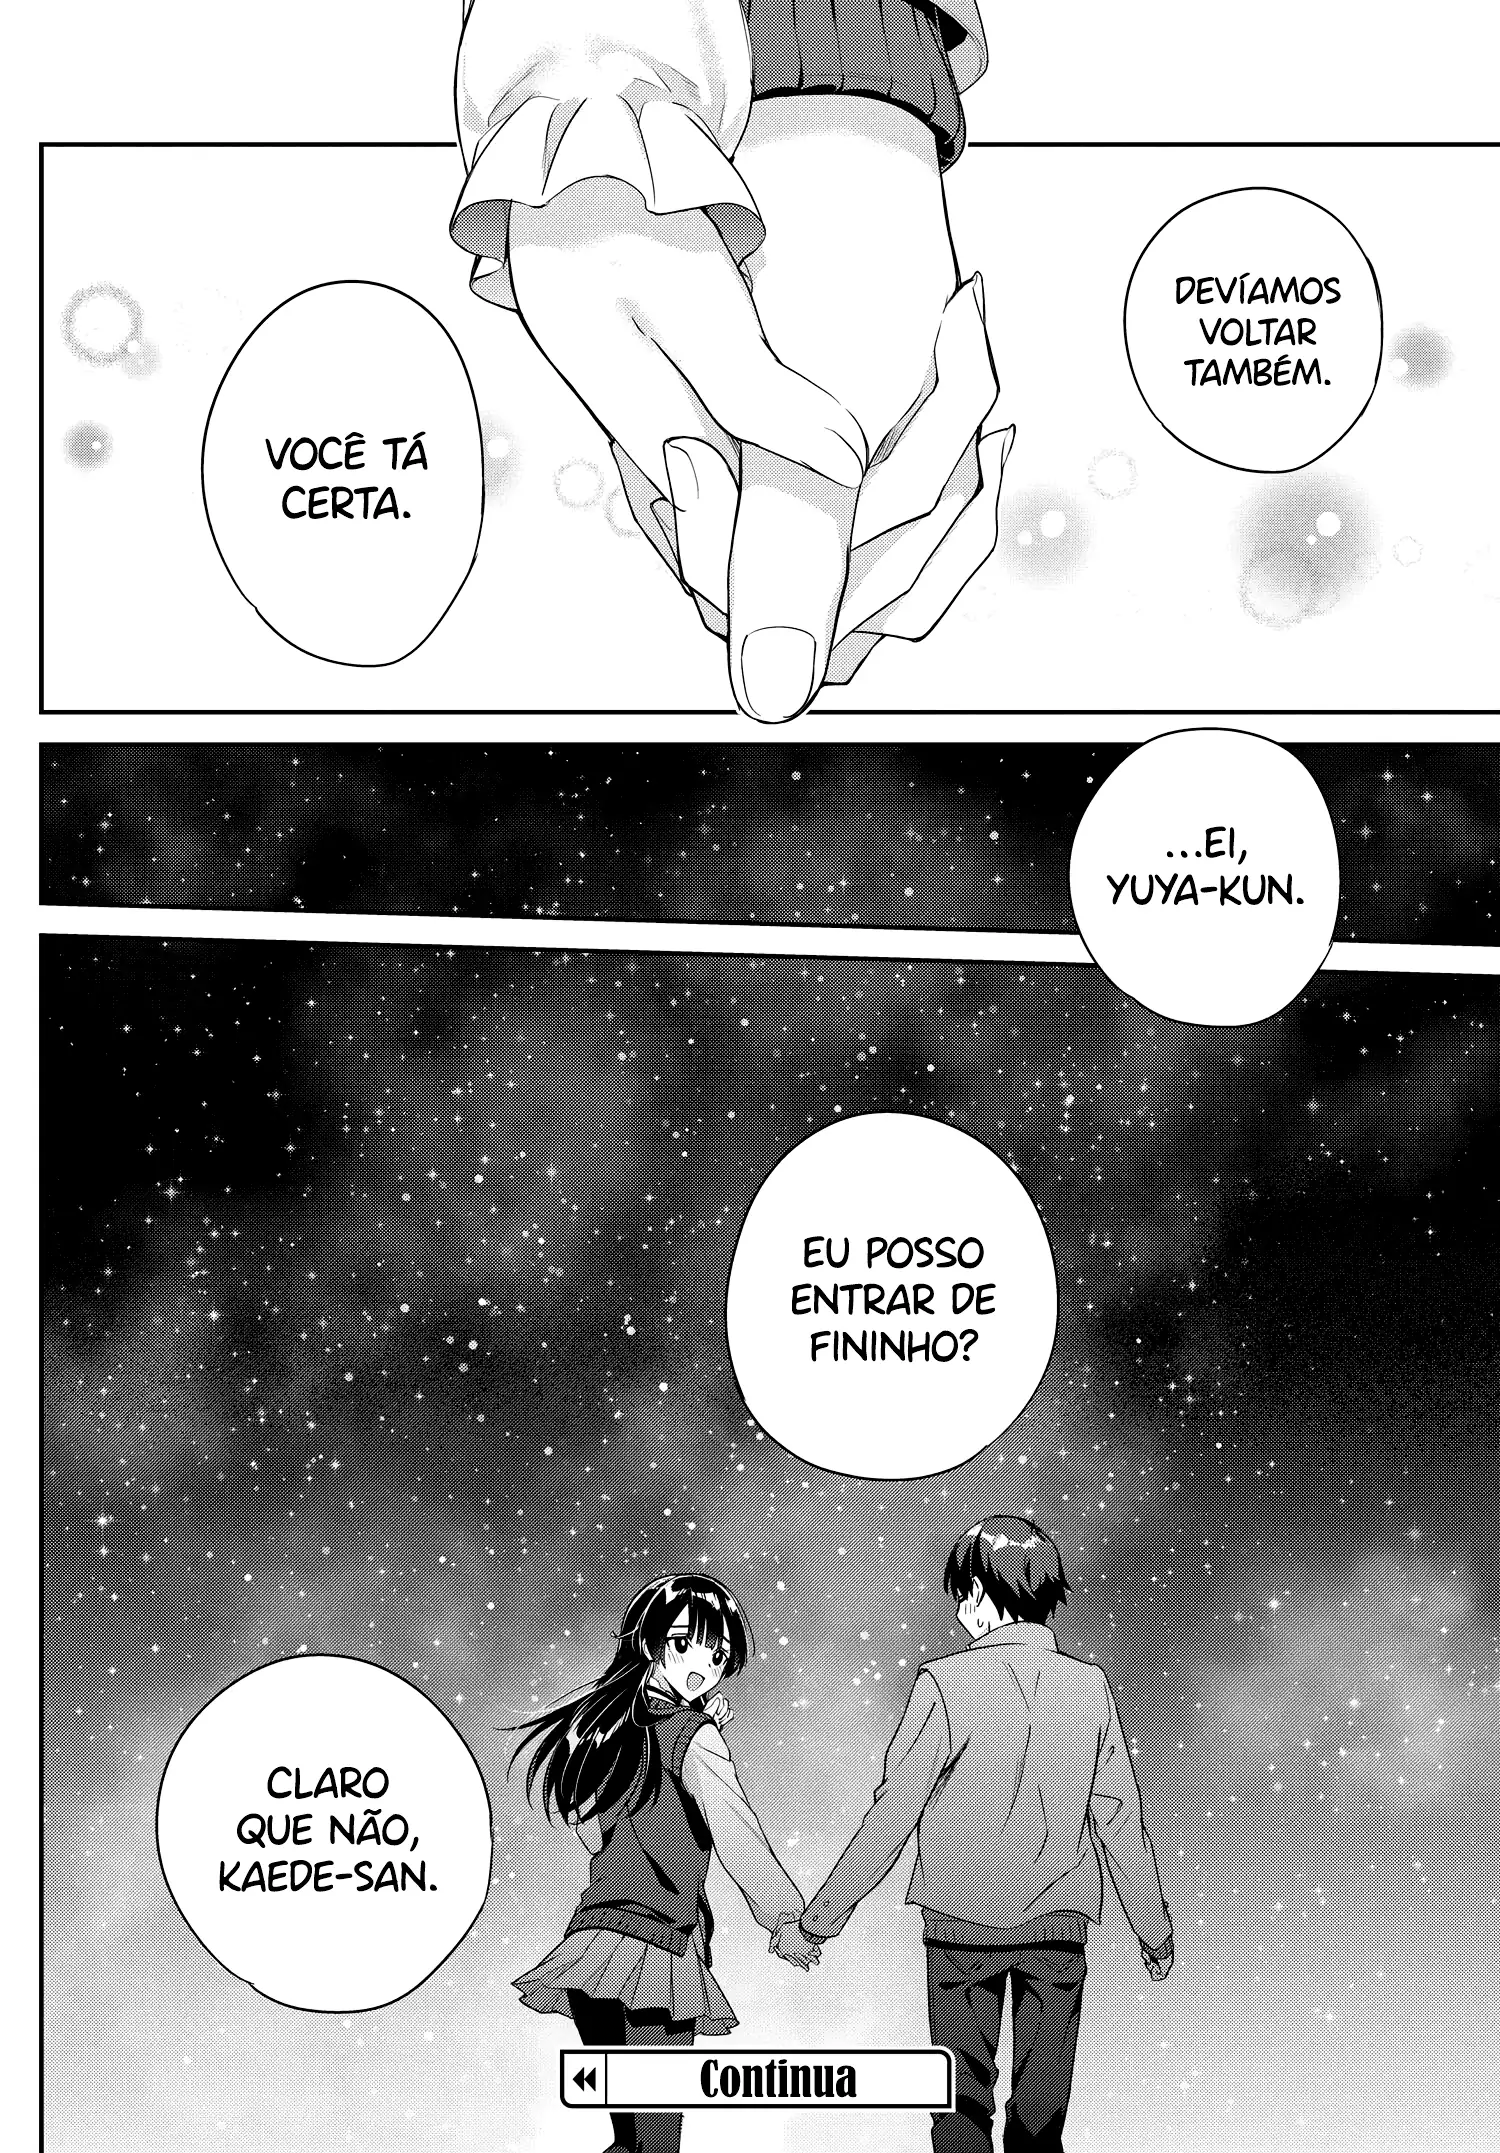 DEVÍAMOS
VOLTAR
TAMBÉM.
VOCÊ TÁ
CERTA.
...EI,
YUYA-KUN.
EU POSSO
ENTRAR DE
FININHO?
CLARO
QUE NÃO,
KAEDE-SAN.
Continua